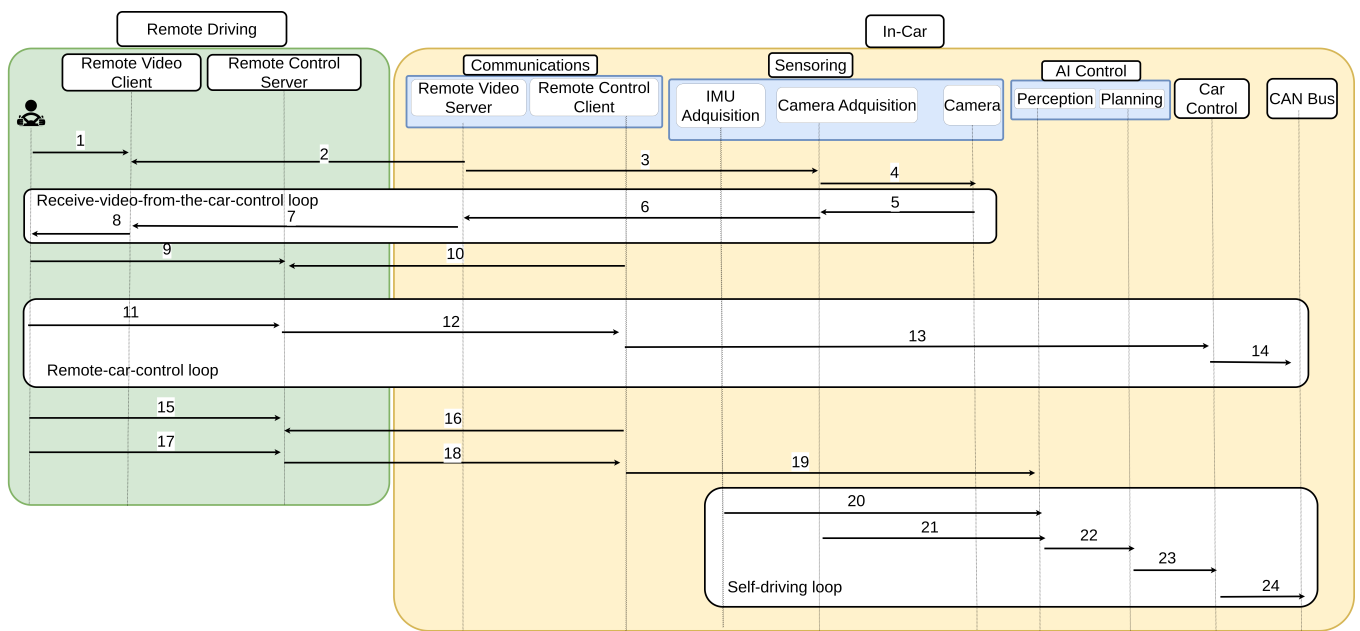 Remote Driving
In-Car
Remote Video
Client
Remote Control
Server
Communications
Sensoring
AI Control
Remote Video
Server
Remote Control
Client
IMU
Adquisition
Camera Adquisition
Camera
Perception
Planning
Car
Control
CAN Bus
1
2
3
4
Receive-video-from-the-car-control loop
5
6
7
8
9
10
11
12
13
14
Remote-car-control loop
15
16
17
18
19
20
21
22
23
24
Self-driving loop